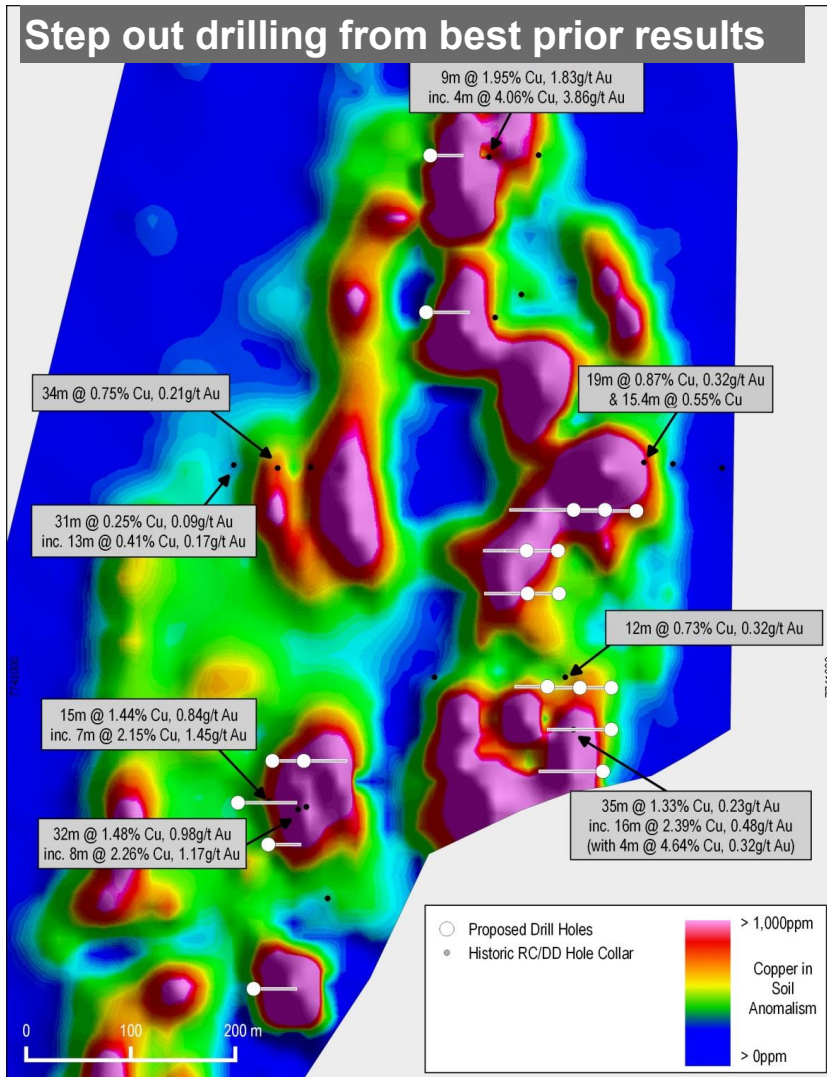 Step out drilling from best prior results
9m @ 1.95% Cu, 1.83g/t Au
inc. 4m @ 4.06% Cu, 3.86g/t Au
34m @ 0.75% Cu, 0.21g/t Au
19m @ 0.87% Cu, 0.32g/t Au
& 15.4m @ 0.55% Cu
31m @ 0.25% Cu, 0.09g/t Au
inc. 13m @ 0.41% Cu, 0.17g/t Au
12m @ 0.73% Cu, 0.32g/t Au
15m @ 1.44% Cu, 0.84g/t Au
inc. 7m @ 2.15% Cu, 1.45g/t Au
32m @ 1.48% Cu, 0.98g/t Au
inc. 8m @ 2.26% Cu, 1.17g/t Au
35m @ 1.33% Cu, 0.23g/t Au
inc. 16m @ 2.39% Cu, 0.48g/t Au
(with 4m @ 4.64% Cu, 0.32g/t Au)
Proposed Drill Holes
Historic RC/DD Hole Collar
> 1,000ppm
Copper in
Soil
Anomalism
> 0ppm
0 100 200 m